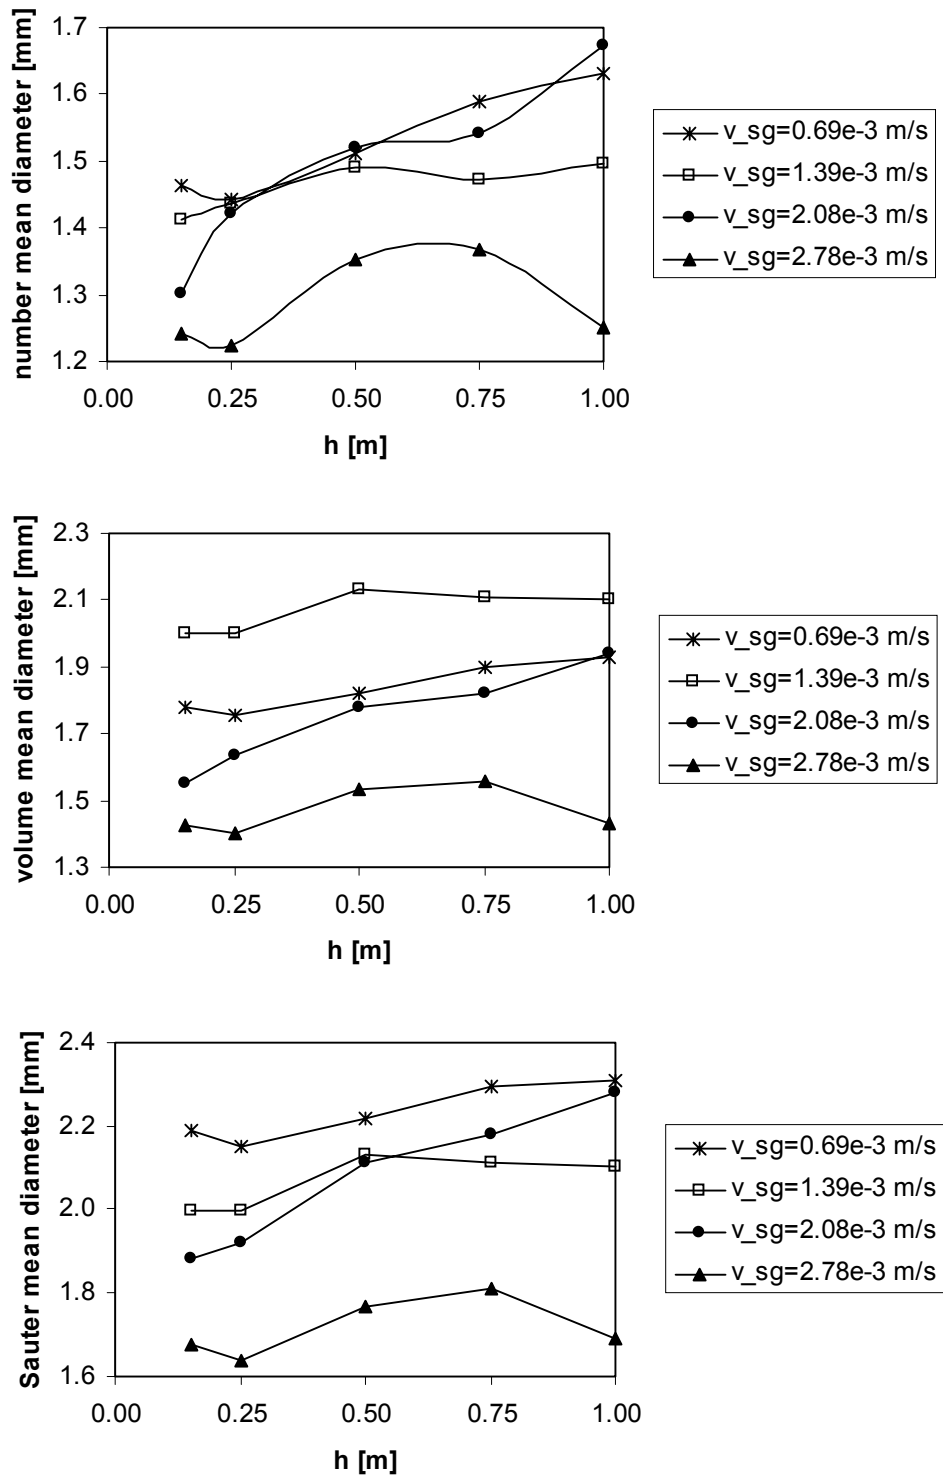 number mean diameter [mm]
1.7
1.6
1.5
1.4
1.3
1.2
0.00 0.25 0.50 0.75 1.00
h [m]
v_sg=0.69e-3 m/s
v_sg=1.39e-3 m/s
v_sg=2.08e-3 m/s
v_sg=2.78e-3 m/s
volume mean diameter [mm]
2.3
2.1
1.9
1.7
1.5
1.3
0.00 0.25 0.50 0.75 1.00
h [m]
v_sg=0.69e-3 m/s
v_sg=1.39e-3 m/s
v_sg=2.08e-3 m/s
v_sg=2.78e-3 m/s
Sauter mean diameter [mm]
2.4
2.2
2.0
1.8
1.6
0.00 0.25 0.50 0.75 1.00
h [m]
v_sg=0.69e-3 m/s
v_sg=1.39e-3 m/s
v_sg=2.08e-3 m/s
v_sg=2.78e-3 m/s